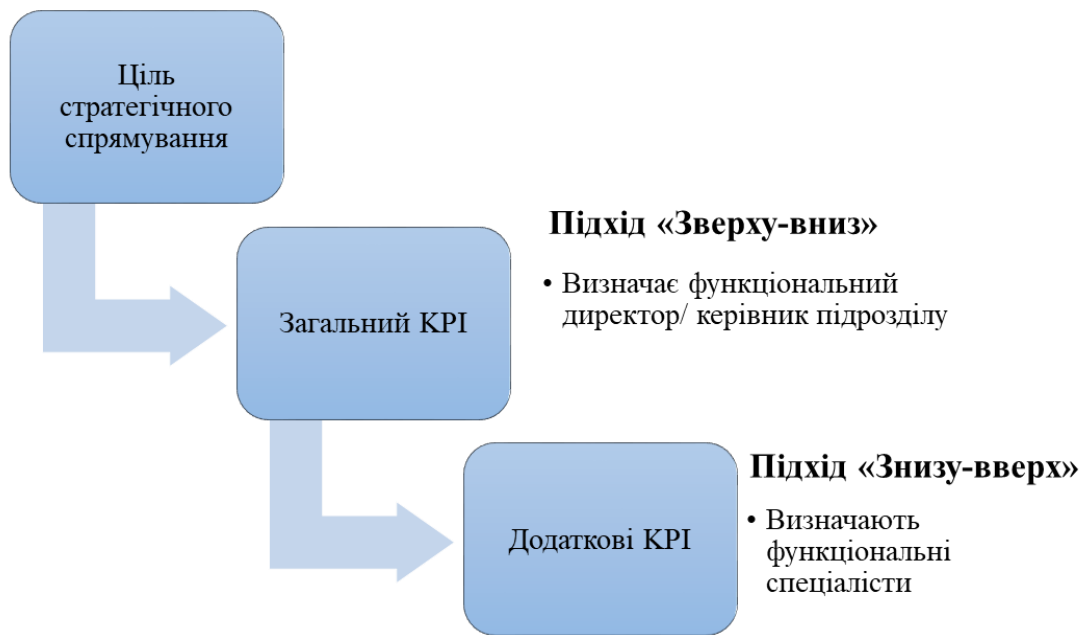 Ціль
стратегічного
спрямування
Підхід «Зверху-вниз»
• Визначає функціональний
директор/ керівник підрозділу
Загальний KPI
Підхід «Знизу-вверх»
• Визначають
функціональні
спеціалісти
Додаткові KPI